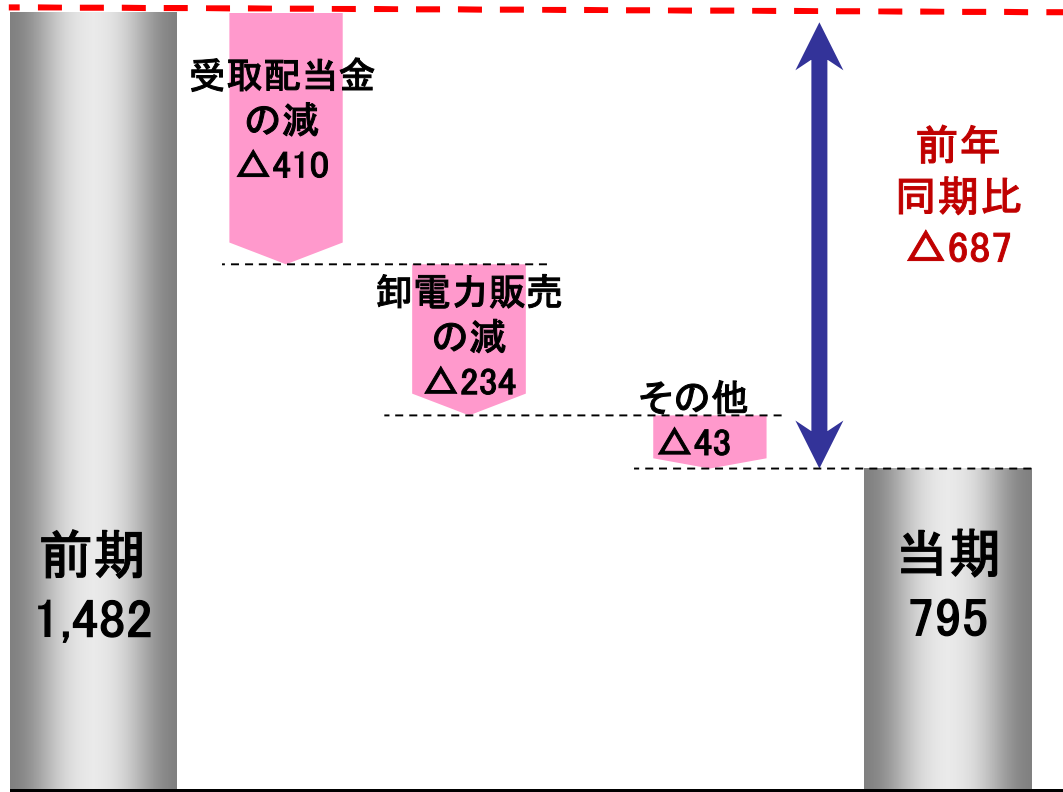 受取配当金
の減
△410
卸電力販売
の減
△234
その他
△43
前年
同期比
△687
前期
1,482
当期
795